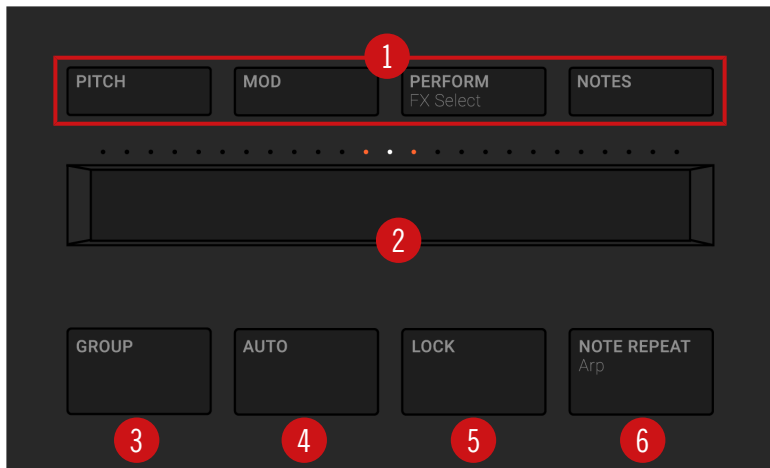 1
PITCH
MOD
PERFORM
FX Select
NOTES
2
GROUP
AUTO
LOCK
NOTE REPEAT
Arp
3
4
5
6